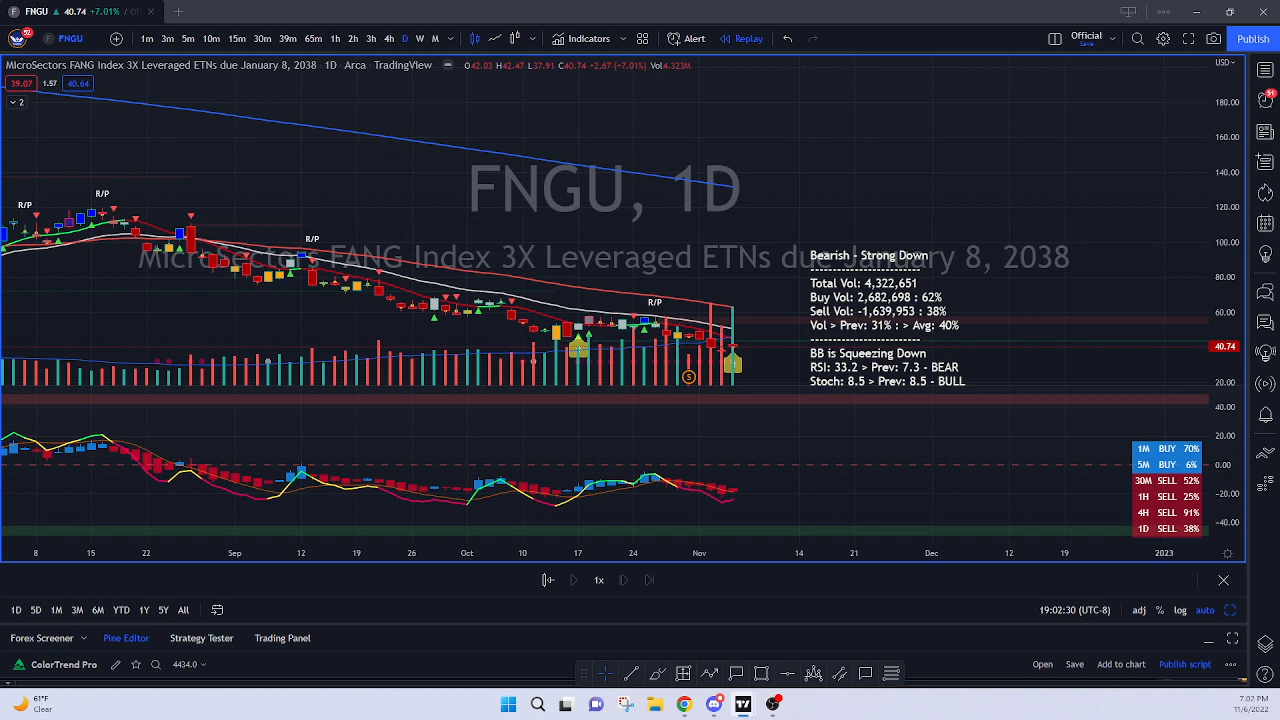 FNGU 40.74 +7.01% / Of
52 FNGU 1m 3m 5m 10m 15m 30m 39m 65m 1h 2h 3h 4h D W M Indicators Alert Replay Official Save Publish
MicroSectors FANG Index 3X Leveraged ETNs due January 8, 2038 1D Arca TradingView O42.03 H42.47 L37.91 C40.74 +2.67 (+7.01%) Vol4.323M
39.07 1.57 40.64
2
USD
51
180.00
160.00
140.00
120.00
100.00
80.00
60.00
40.74
20.00
40.00
20.00
0.00
-20.00
-40.00
FNGU, 1D
MicroSectors FANG Index 3X Leveraged ETNs due January 8, 2038
R/P
R/P
R/P
R/P
S
Bearish - Strong Down
------------------------
Total Vol: 4,322,651
Buy Vol: 2,682,698 : 62%
Sell Vol: -1,639,953 : 38%
Vol > Prev: 31% : > Avg: 40%
------------------------
BB is Squeezing Down
RSI: 33.2 > Prev: 7.3 - BEAR
Stoch: 8.5 > Prev: 8.5 - BULL
1M BUY 70%
5M BUY 6%
30M SELL 52%
1H SELL 25%
4H SELL 91%
1D SELL 38%
8 15 22 Sep 12 19 26 Oct 10 17 24 Nov 14 21 Dec 12 19 2023
1x
1D 5D 1M 3M 6M YTD 1Y 5Y All 19:02:30 (UTC-8) adj % log auto
Forex Screener Pine Editor Strategy Tester Trading Panel
ColorTrend Pro 4434.0 Open Save Add to chart Publish script
61°F
Clear
7:02 PM
11/6/2022